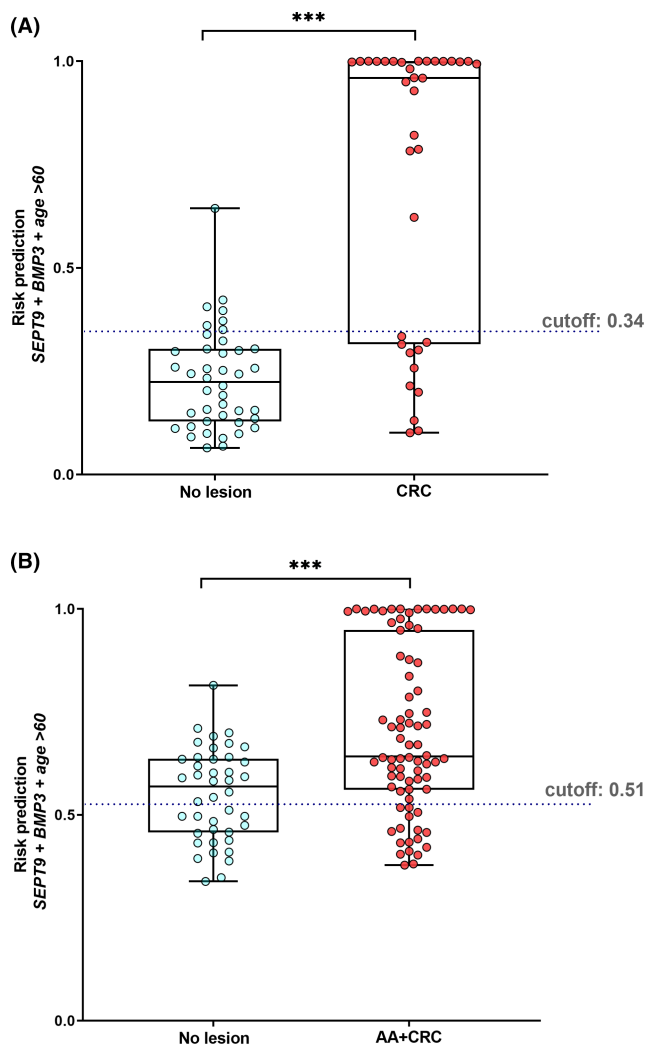 (A)
***
1.0
0.5
0.0
Risk prediction
SEPT9 + BMP3 + age >60
cutoff: 0.34
No lesion
CRC
(B)
***
1.0
0.5
0.0
Risk prediction
SEPT9 + BMP3 + age >60
cutoff: 0.51
No lesion
AA+CRC